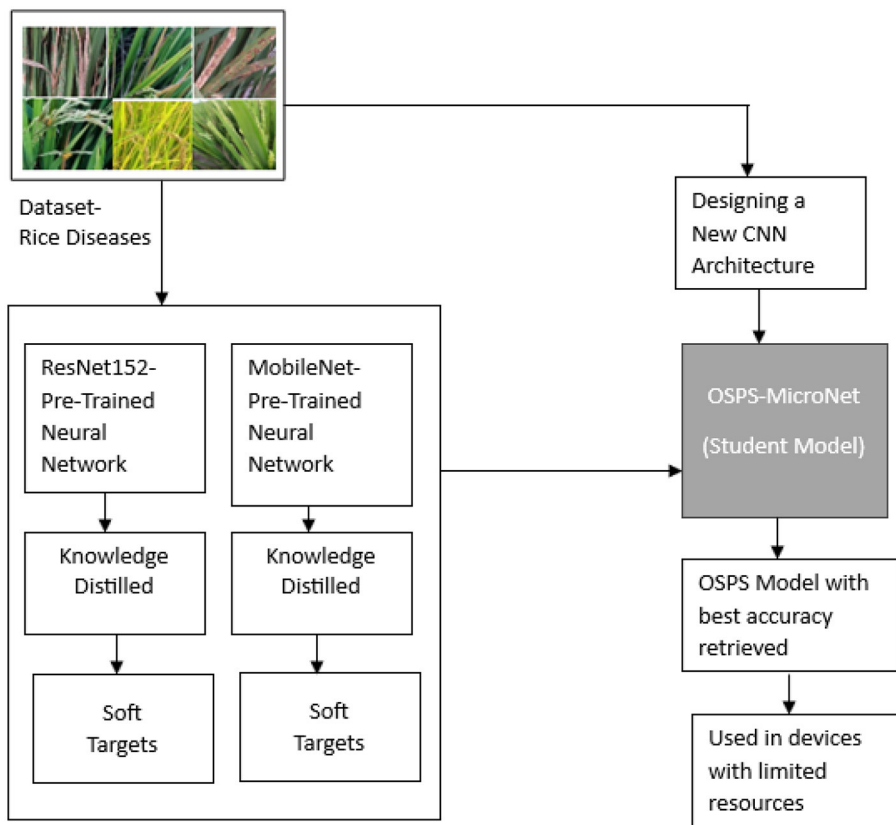 Dataset-
Rice Diseases
Designing a
New CNN
Architecture
ResNet152-
Pre-Trained
Neural
Network
MobileNet-
Pre-Trained
Neural
Network
OSPS-MicroNet
(Student Model)
Knowledge
Distilled
Knowledge
Distilled
OSPS Model with
best accuracy
retrieved
Soft
Targets
Soft
Targets
Used in devices
with limited
resources